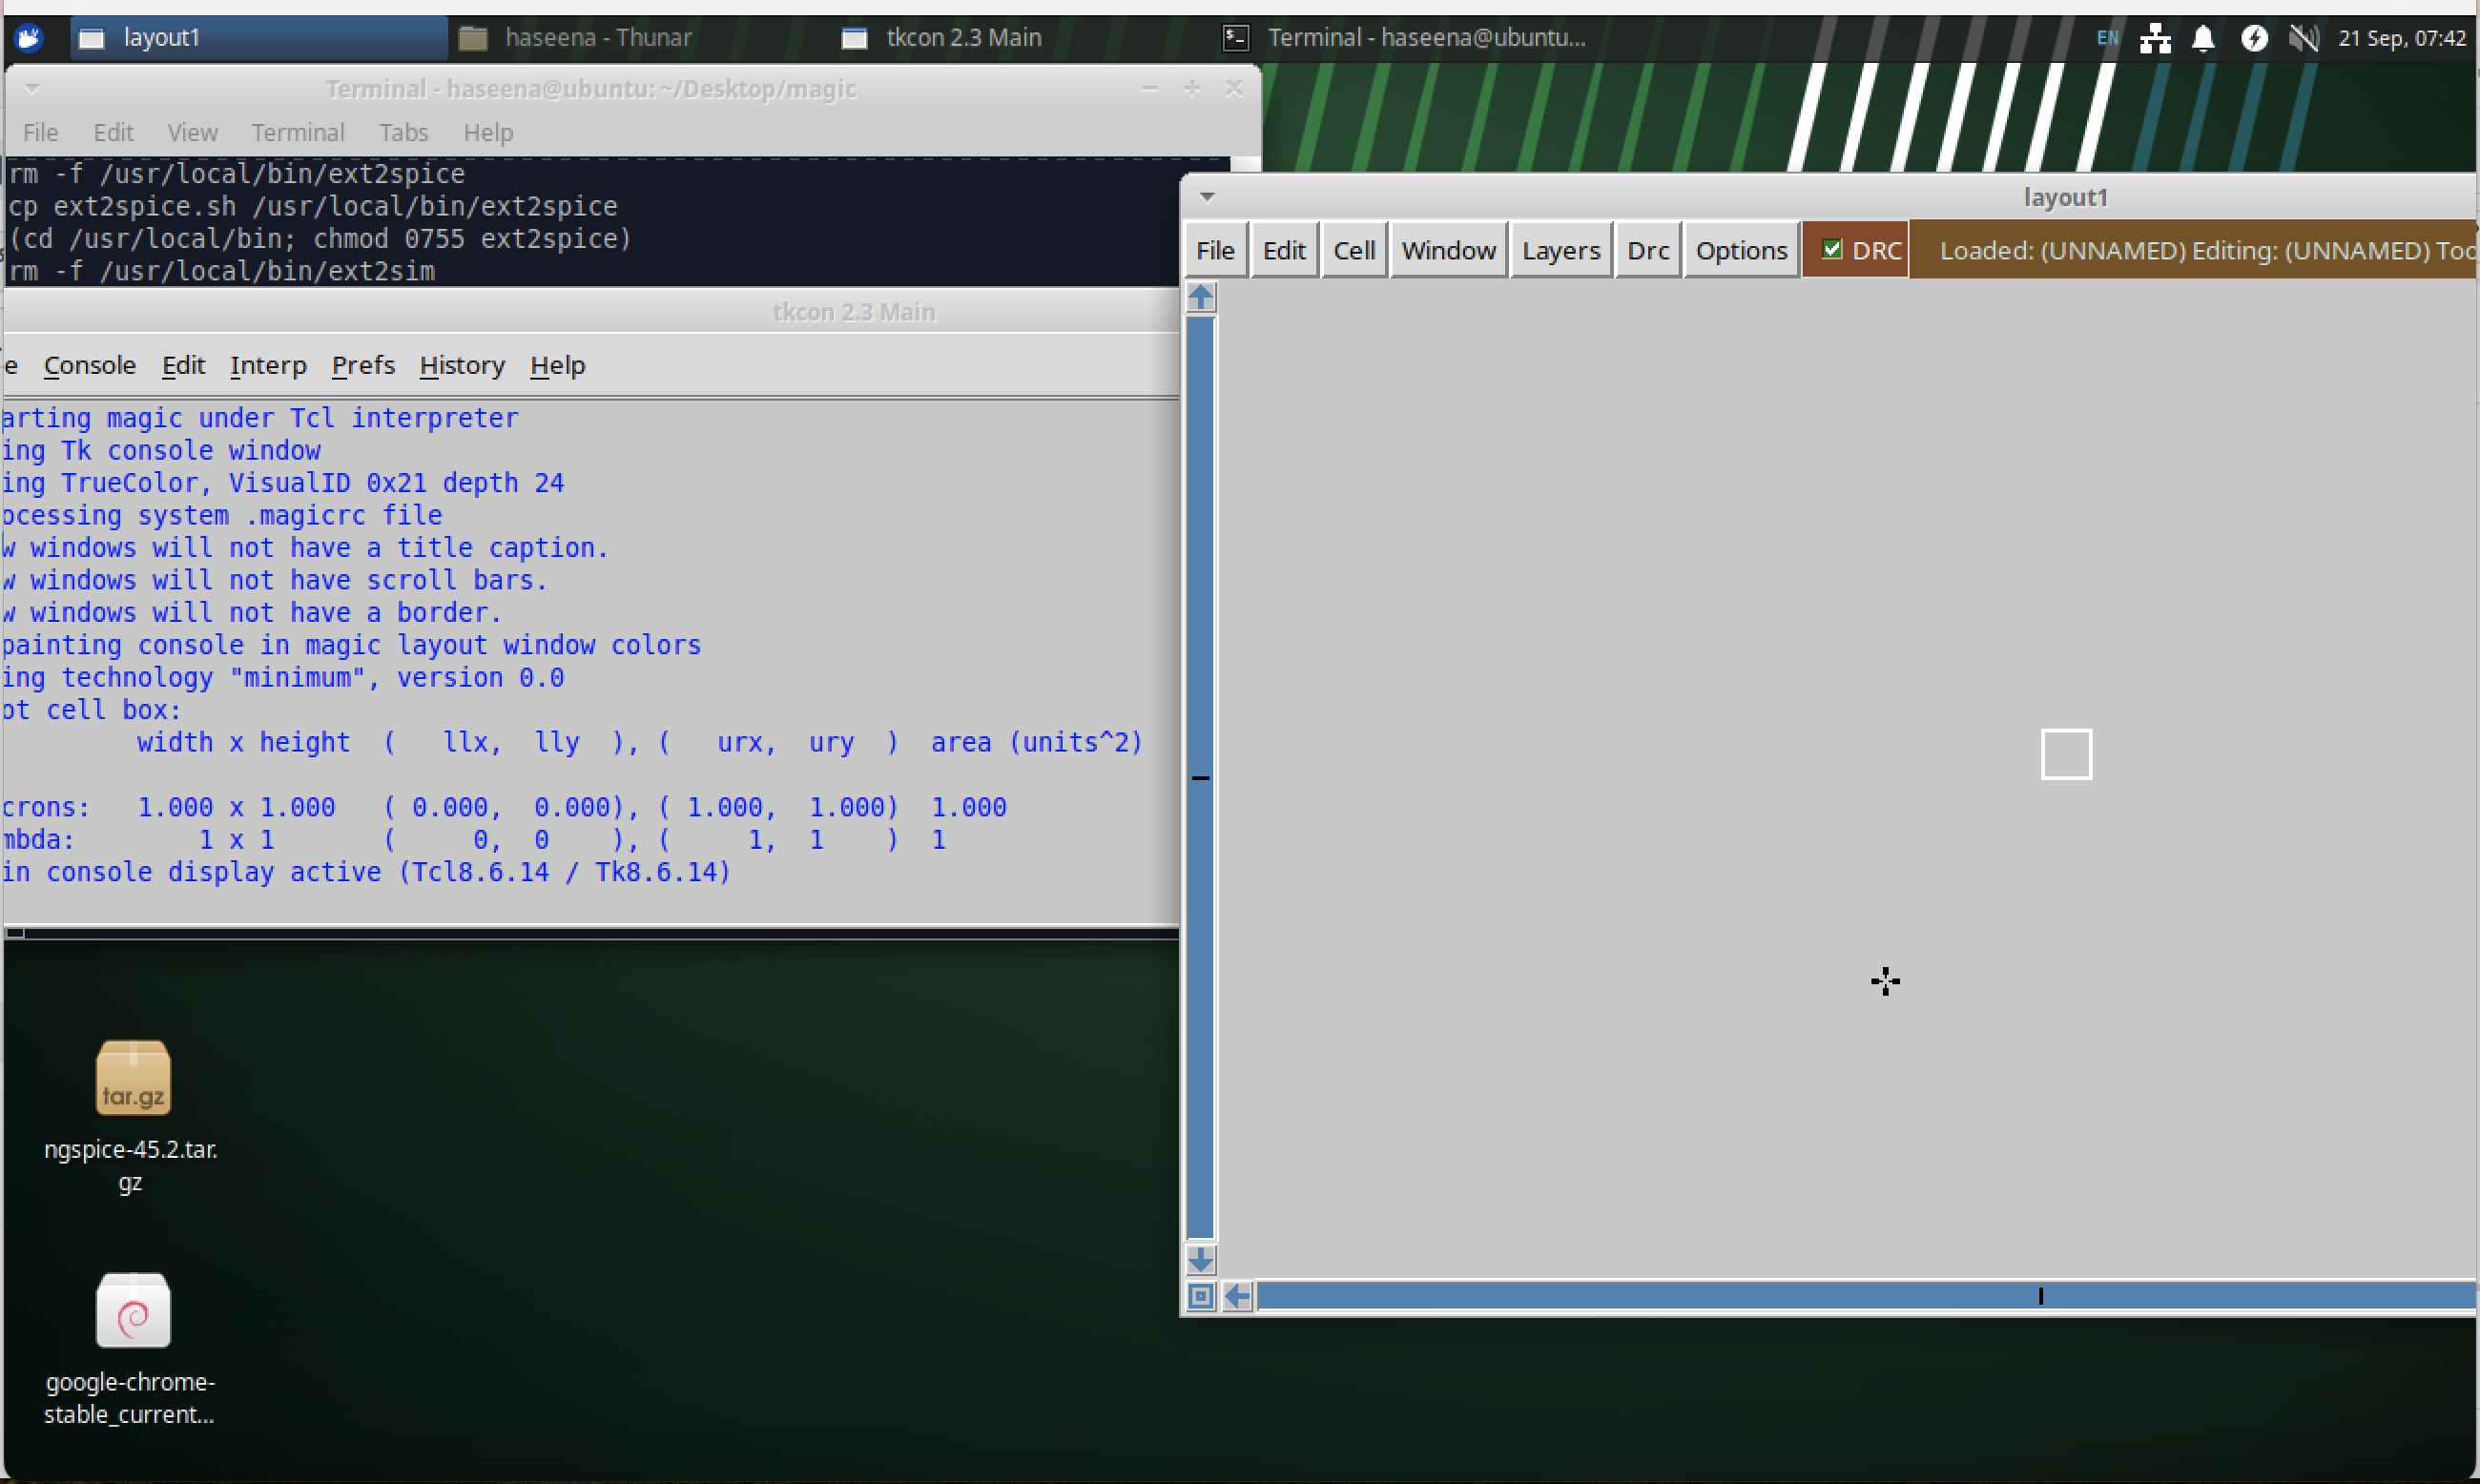 layout1
haseena - Thunar
tkcon 2.3 Main
Terminal - haseena@ubuntu...
EN
21 Sep, 07:42
Terminal - haseena@ubuntu: ~/Desktop/magic
File Edit View Terminal Tabs Help
rm -f /usr/local/bin/ext2spice
cp ext2spice.sh /usr/local/bin/ext2spice
(cd /usr/local/bin; chmod 0755 ext2spice)
rm -f /usr/local/bin/ext2sim
tkcon 2.3 Main
e Console Edit Interp Prefs History Help
arting magic under Tcl interpreter
ing Tk console window
ing TrueColor, VisualID 0x21 depth 24
ocessing system .magicrc file
w windows will not have a title caption.
w windows will not have scroll bars.
w windows will not have a border.
painting console in magic layout window colors
ing technology "minimum", version 0.0
ot cell box:
width x height ( llx, lly ), ( urx, ury ) area (units^2)
crons: 1.000 x 1.000 ( 0.000, 0.000), ( 1.000, 1.000) 1.000
mbda: 1 x 1 ( 0, 0 ), ( 1, 1 ) 1
in console display active (Tcl8.6.14 / Tk8.6.14)
layout1
File Edit Cell Window Layers Drc Options DRC Loaded: (UNNAMED) Editing: (UNNAMED) Too
tar.gz
ngspice-45.2.tar.
gz
google-chrome-
stable_current...